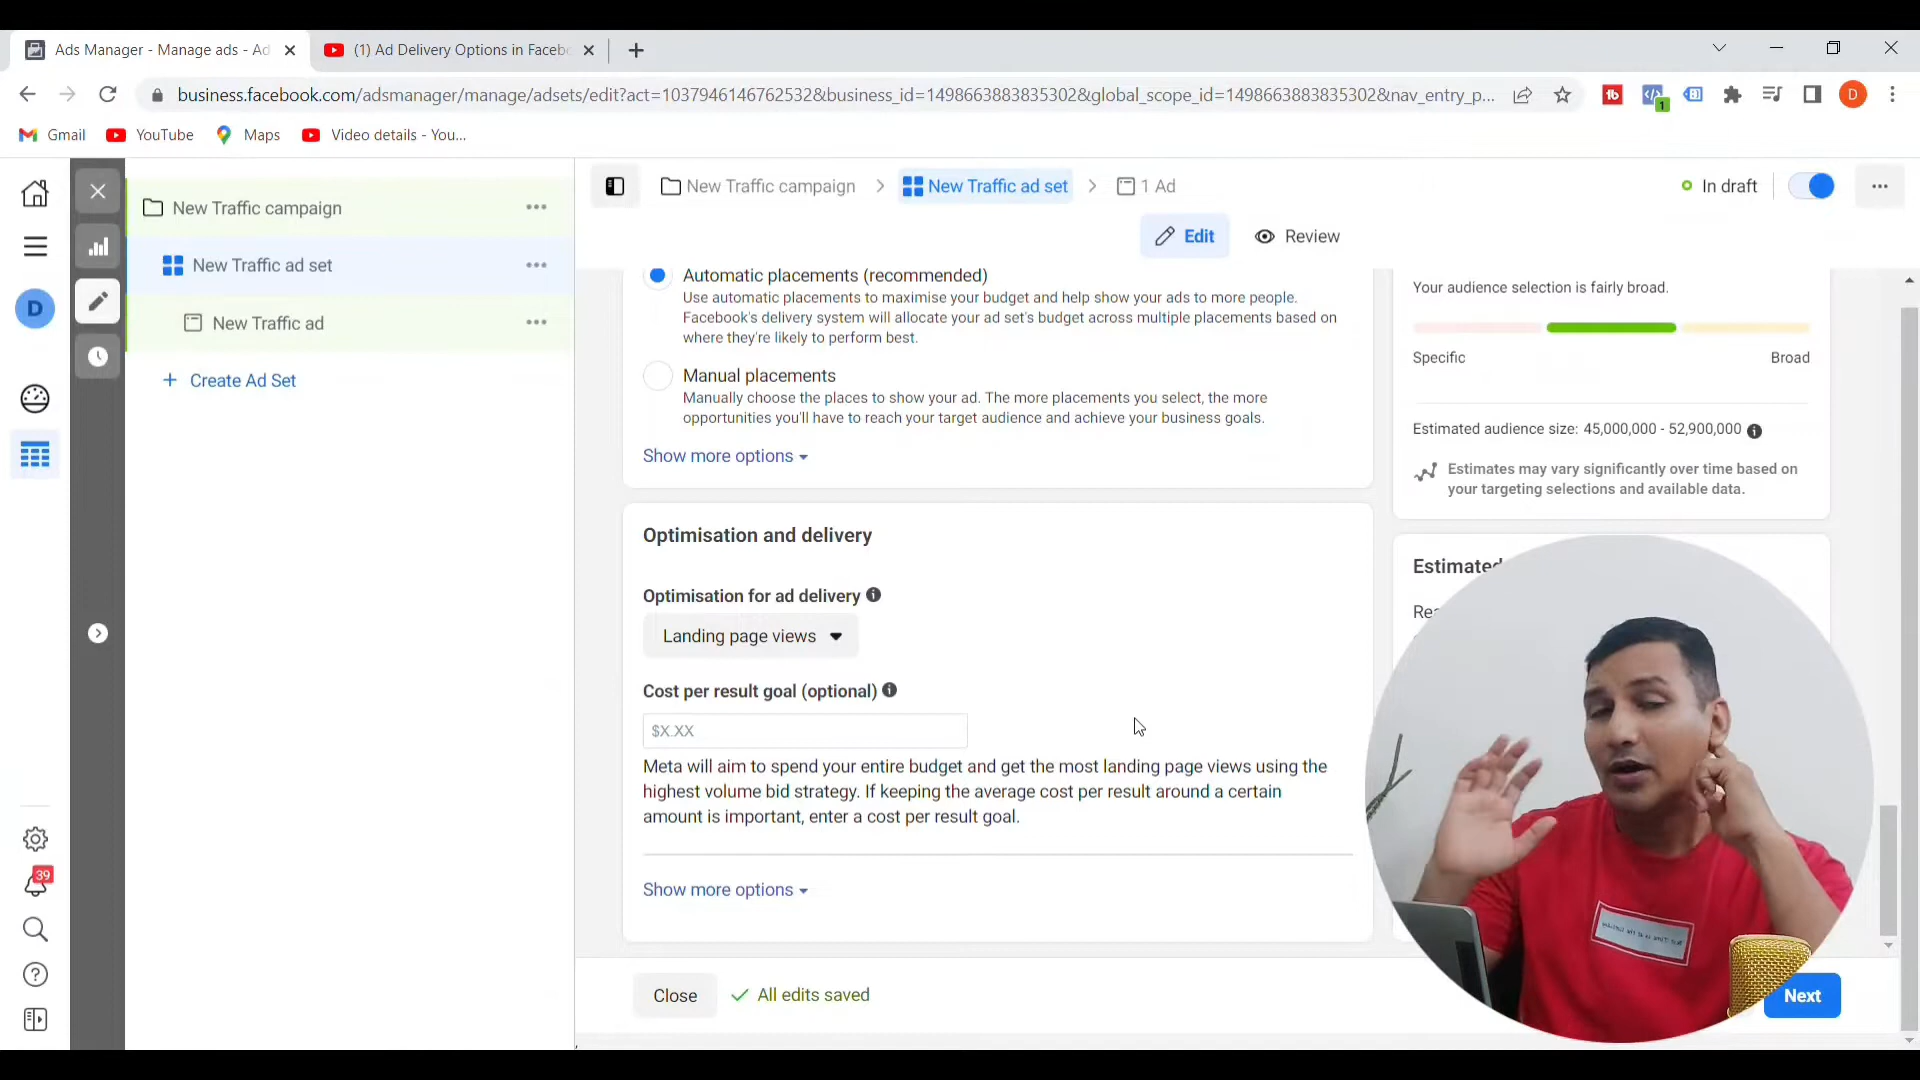 Ads Manager - Manage ads - Ad
(1) Ad Delivery Options in Facebo
business.facebook.com/adsmanager/manage/adsets/edit?act=1037946146762532&business_id=1498663883835302&global_scope_id=1498663883835302&nav_entry_p...
1
D
Gmail
YouTube
Maps
Video details - You...
New Traffic campaign
New Traffic ad set
New Traffic ad
+ Create Ad Set
D
39
New Traffic campaign > New Traffic ad set > 1 Ad
In draft
Edit
Review
Automatic placements (recommended)
Use automatic placements to maximise your budget and help show your ads to more people.
Facebook's delivery system will allocate your ad set's budget across multiple placements based on
where they're likely to perform best.
Manual placements
Manually choose the places to show your ad. The more placements you select, the more
opportunities you'll have to reach your target audience and achieve your business goals.
Show more options
Optimisation and delivery
Optimisation for ad delivery
Landing page views
Cost per result goal (optional)
$X.XX
Meta will aim to spend your entire budget and get the most landing page views using the
highest volume bid strategy. If keeping the average cost per result around a certain
amount is important, enter a cost per result goal.
Show more options
Close
All edits saved
Your audience selection is fairly broad.
Specific
Broad
Estimated audience size: 45,000,000 - 52,900,000
Estimates may vary significantly over time based on
your targeting selections and available data.
Estimated
Rea
Next